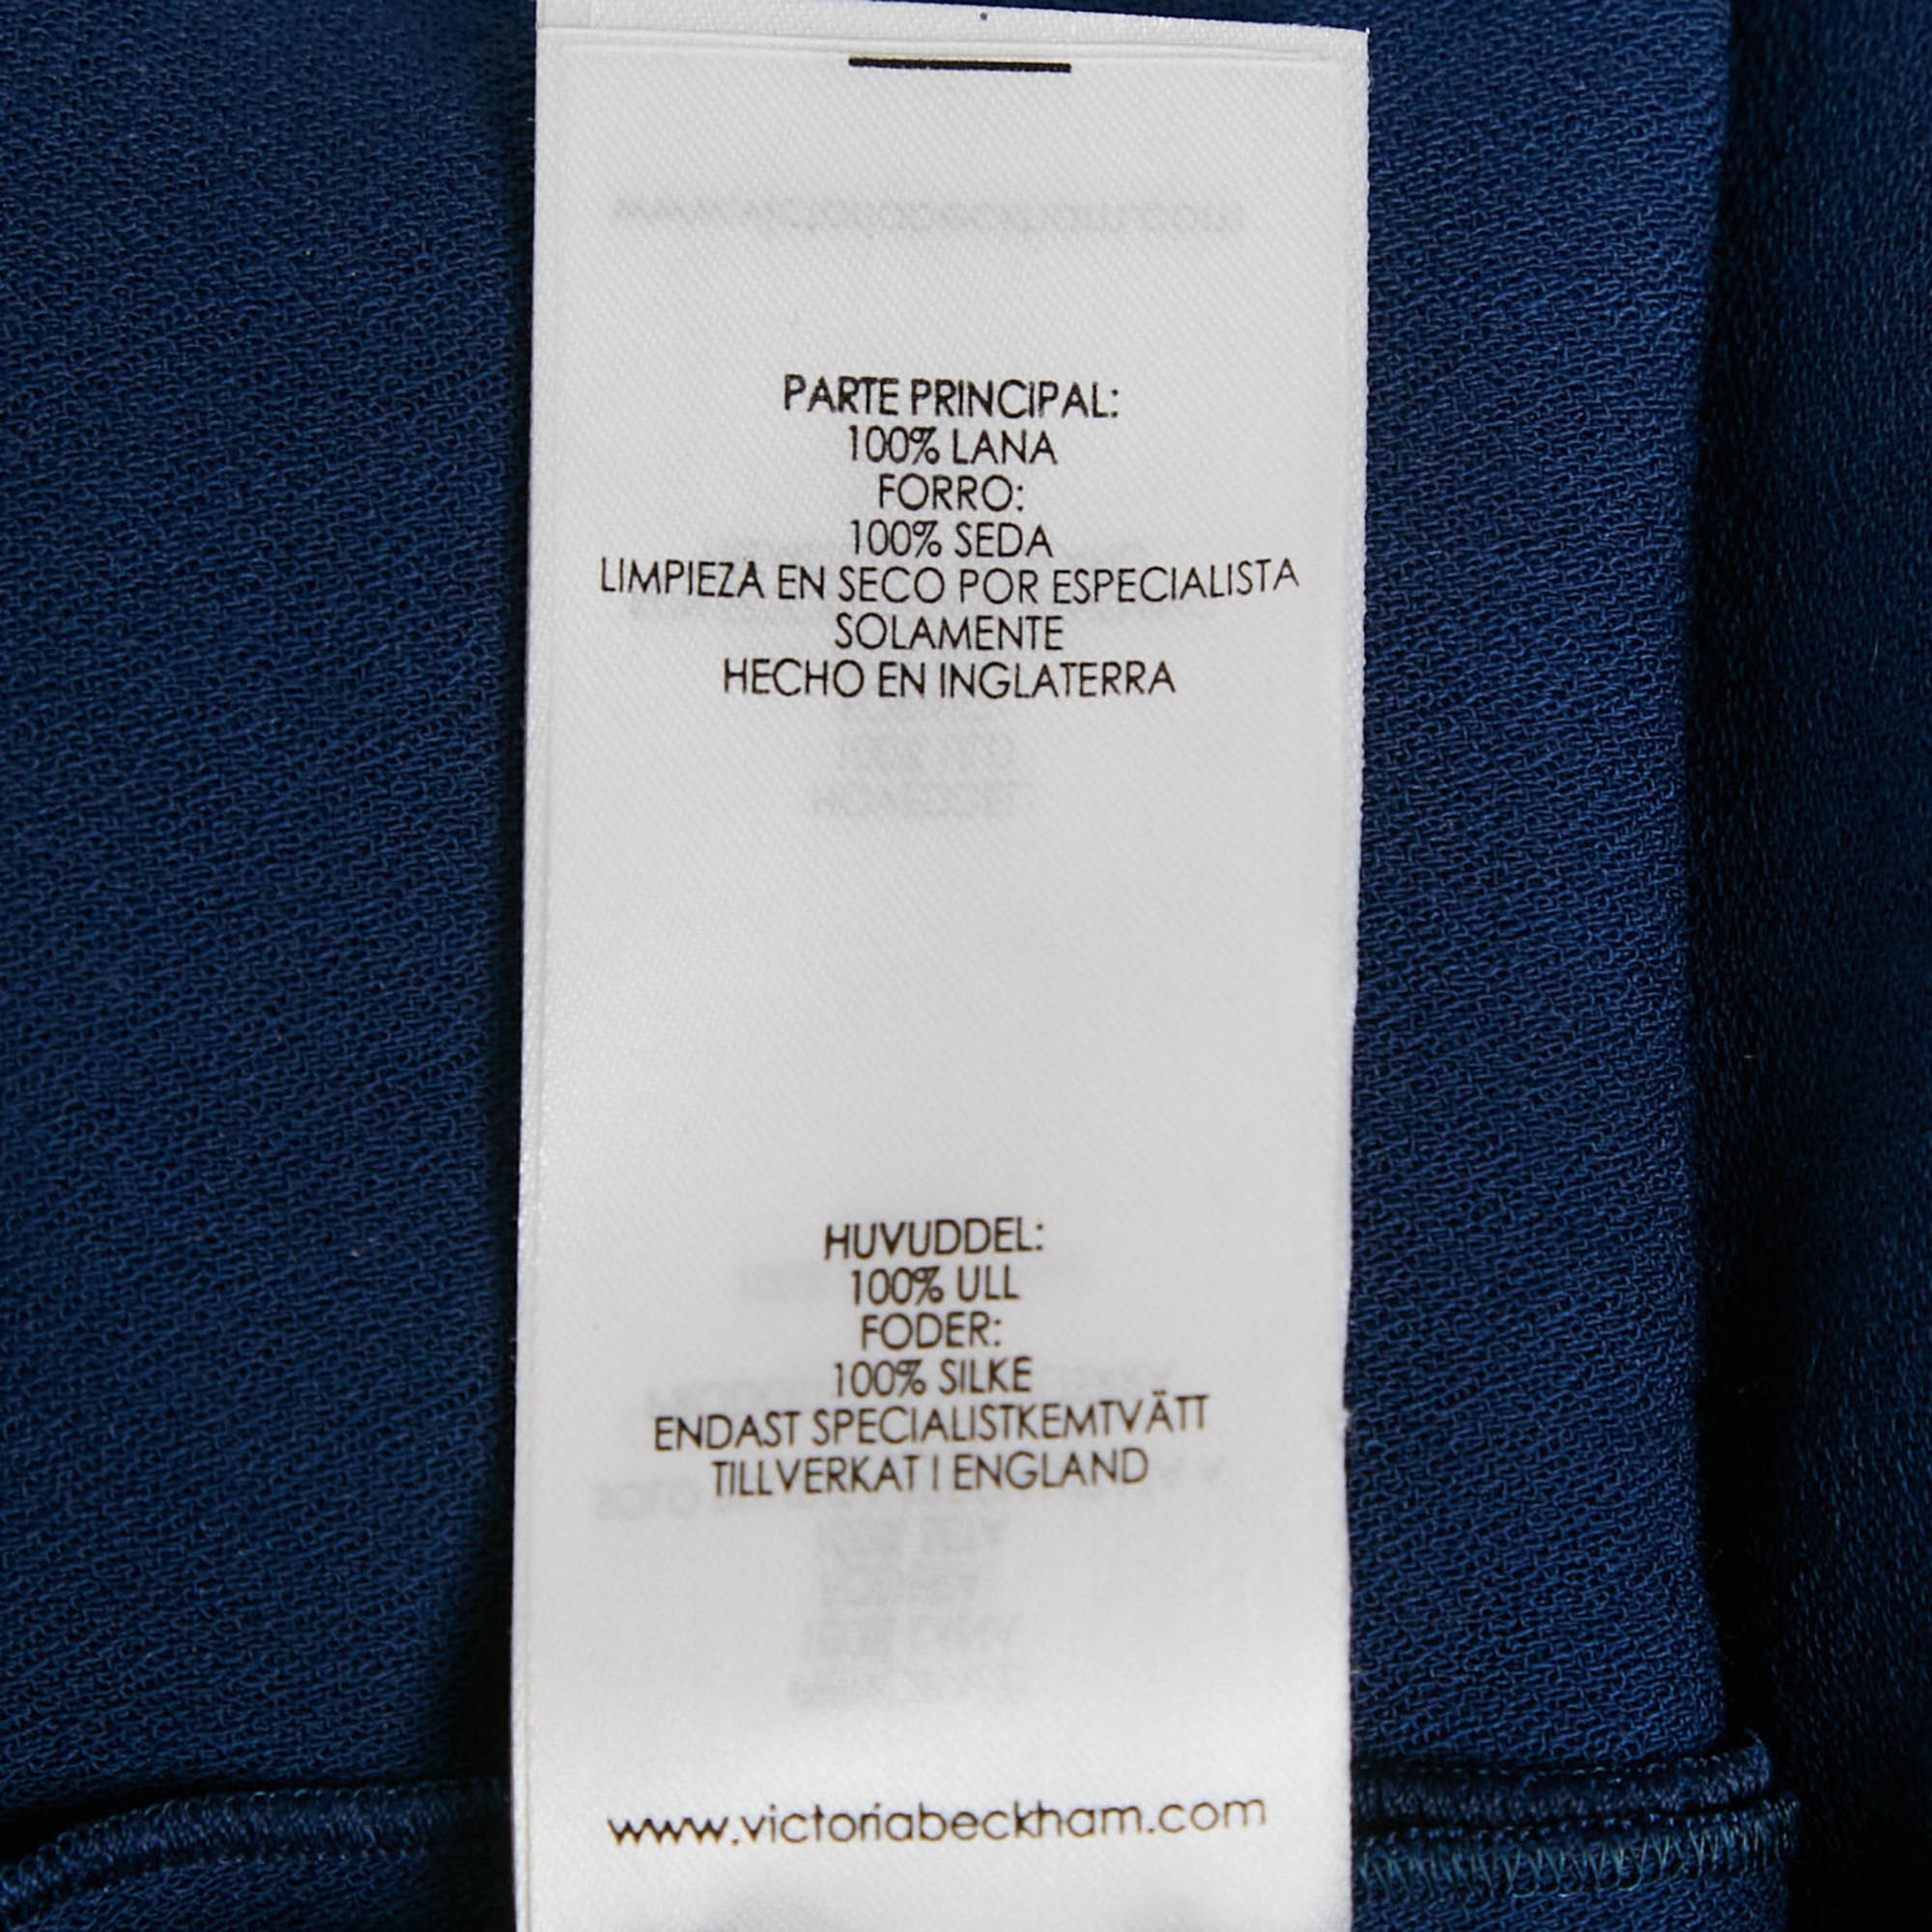 PARTE PRINCIPAL:
100% LANA
FORRO:
100% SEDA
LIMPIEZA EN SECO POR ESPECIALISTA
SOLAMENTE
HECHO EN INGLATERRA
HUVUDDEL:
100% ULL
FODER:
100% SILKE
ENDAST SPECIALISTKEMTVÄTT
TILLVERKAT I ENGLAND
www.victoriabeckham.com